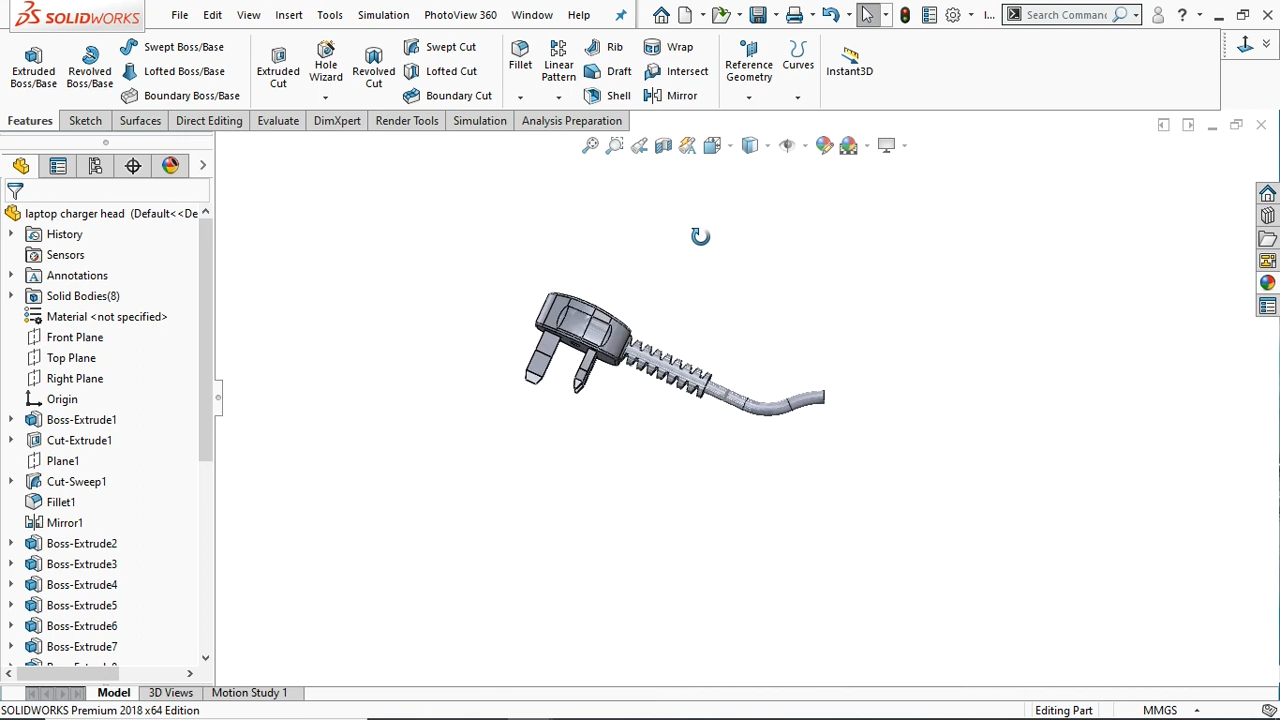 SOLIDWORKS
File Edit View Insert Tools Simulation PhotoView 360 Window Help
I...
Search Comman
Extruded Boss/Base
Revolved Boss/Base
Swept Boss/Base
Lofted Boss/Base
Boundary Boss/Base
Extruded Cut
Hole Wizard
Revolved Cut
Swept Cut
Lofted Cut
Boundary Cut
Fillet
Linear Pattern
Rib
Draft
Shell
Wrap
Intersect
Mirror
Reference Geometry
Curves
Instant3D
Features Sketch Surfaces Direct Editing Evaluate DimXpert Render Tools Simulation Analysis Preparation
laptop charger head (Default<<De
History
Sensors
Annotations
Solid Bodies(8)
Material <not specified>
Front Plane
Top Plane
Right Plane
Origin
Boss-Extrude1
Cut-Extrude1
Plane1
Cut-Sweep1
Fillet1
Mirror1
Boss-Extrude2
Boss-Extrude3
Boss-Extrude4
Boss-Extrude5
Boss-Extrude6
Boss-Extrude7
Model 3D Views Motion Study 1
SOLIDWORKS Premium 2018 x64 Edition
Editing Part
MMGS